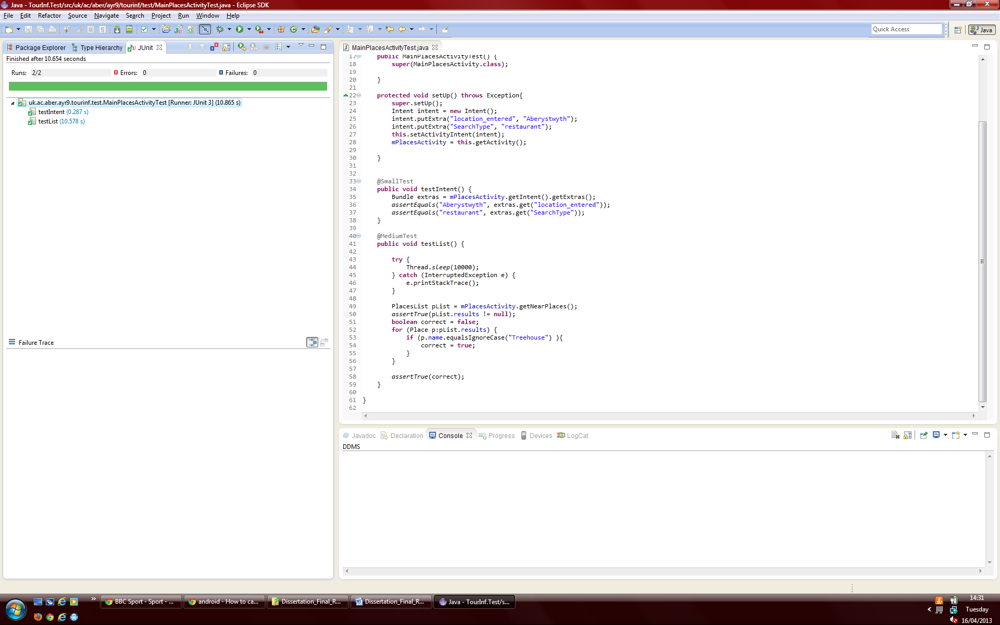 Java - TourInf.Test/src/uk/ac/aber/ayr9/tourinf/test/MainPlacesActivityTest.java - Eclipse SDK
File Edit Refactor Source Navigate Search Project Run Window Help
Quick Access
Java
Package Explorer Type Hierarchy JUnit
Finished after 10.654 seconds
Runs: 2/2 Errors: 0 Failures: 0
uk.ac.aber.ayr9.tourinf.test.MainPlacesActivityTest [Runner: JUnit 3] (10.865 s)
testIntent (0.287 s)
testList (10.578 s)
Failure Trace
MainPlacesActivityTest.java
17 public MainPlacesActivityTest() {
18 super(MainPlacesActivity.class);
19
20 }
21
22 protected void setUp() throws Exception{
23 super.setUp();
24 Intent intent = new Intent();
25 intent.putExtra("location_entered", "Aberystwyth");
26 intent.putExtra("SearchType", "restaurant");
27 this.setActivityIntent(intent);
28 mPlacesActivity = this.getActivity();
29
30 }
31
32
33 @SmallTest
34 public void testIntent() {
35 Bundle extras = mPlacesActivity.getIntent().getExtras();
36 assertEquals("Aberystwyth", extras.get("location_entered"));
37 assertEquals("restaurant", extras.get("SearchType"));
38 }
39
40 @MediumTest
41 public void testList() {
42
43 try {
44 Thread.sleep(10000);
45 } catch (InterruptedException e) {
46 e.printStackTrace();
47 }
48
49 PlacesList pList = mPlacesActivity.getNearPlaces();
50 assertTrue(pList.results != null);
51 boolean correct = false;
52 for (Place p:pList.results) {
53 if (p.name.equalsIgnoreCase("Treehouse") ){
54 correct = true;
55 }
56 }
57
58 assertTrue(correct);
59 }
60
61 }
62
@ Javadoc Declaration Console Progress Devices LogCat
DDMS
BBC Sport - Sport - ... android - How to ca... Dissertation_Final_R... Dissertation_Final_R... Java - TourInf.Test/s...
14:31
Tuesday
16/04/2013